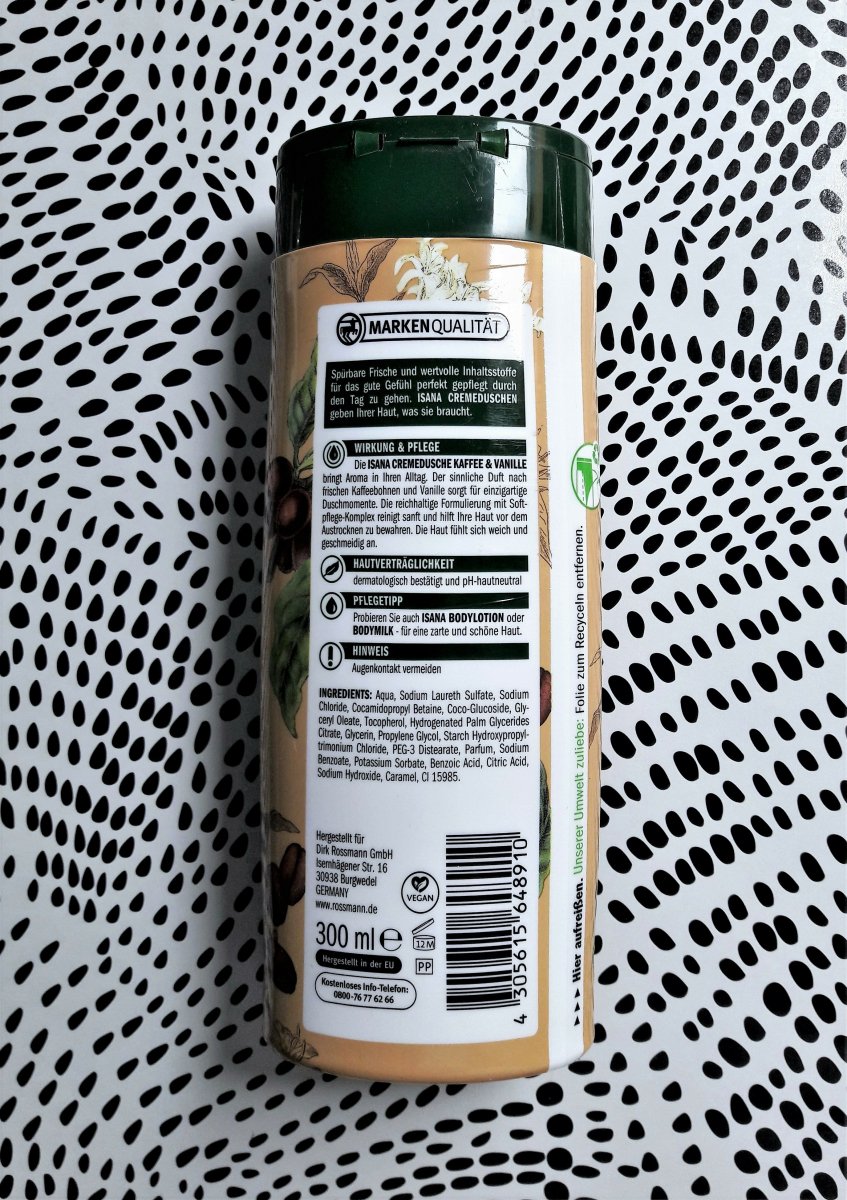 MARKENQUALITÄT
Spürbare Frische und wertvolle Inhaltsstoffe
für das gute Gefühl perfekt gepflegt durch
den Tag zu gehen. ISANA CREMEDUSCHEN
geben Ihrer Haut, was sie braucht.
WIRKUNG & PFLEGE
Die ISANA CREMEDUSCHE KAFFEE & VANILLE
bringt Aroma in Ihren Alltag. Der sinnliche Duft nach
frischen Kaffeebohnen und Vanille sorgt für einzigartige
Duschmomente. Die reichhaltige Formulierung mit Soft-
pflege-Komplex reinigt sanft und hilft Ihre Haut vor dem
Austrocknen zu bewahren. Die Haut fühlt sich weich und
geschmeidig an.
HAUTVERTRÄGLICHKEIT
dermatologisch bestätigt und pH-hautneutral
PFLEGETIPP
Probieren Sie auch ISANA BODYLOTION oder
BODYMILK - für eine zarte und schöne Haut.
HINWEIS
Augenkontakt vermeiden
INGREDIENTS: Aqua, Sodium Laureth Sulfate, Sodium
Chloride, Cocamidopropyl Betaine, Coco-Glucoside, Gly-
ceryl Oleate, Tocopherol, Hydrogenated Palm Glycerides
Citrate, Glycerin, Propylene Glycol, Starch Hydroxypropyl-
trimonium Chloride, PEG-3 Distearate, Parfum, Sodium
Benzoate, Potassium Sorbate, Benzoic Acid, Citric Acid,
Sodium Hydroxide, Caramel, CI 15985.
Hergestellt für
Dirk Rossmann GmbH
Isernhägener Str. 16
30938 Burgwedel
GERMANY
www.rossmann.de
VEGAN
300 ml e
12 M
Hergestellt in der EU
PP
Kostenloses Info-Telefon:
0800-76 77 62 66
4 305615 648910
►►► Hier aufreißen. Unserer Umwelt zuliebe: Folie zum Recyceln entfernen.